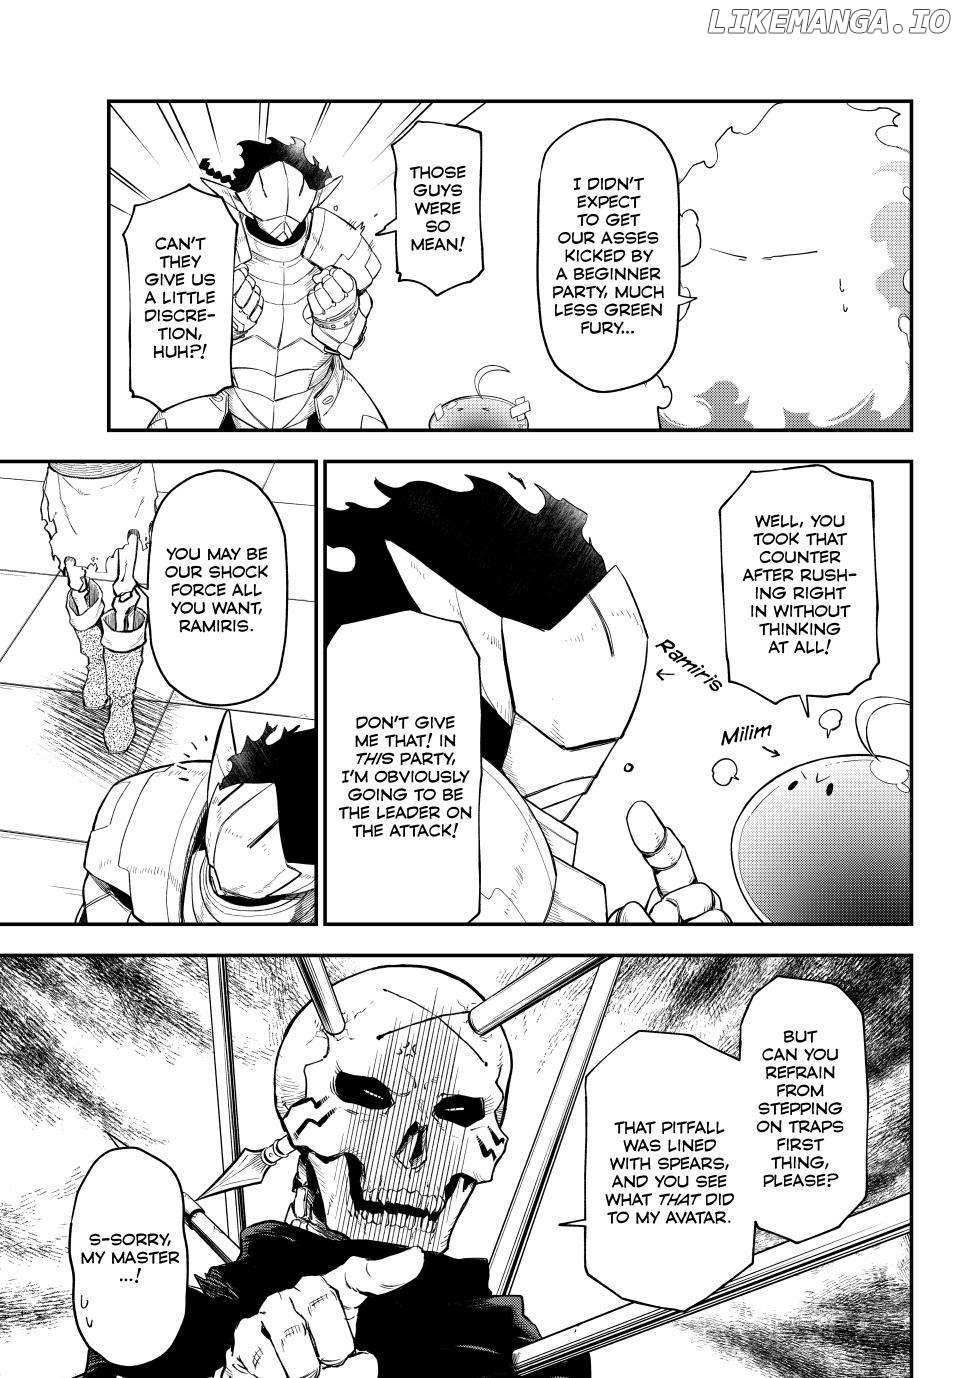 LIKEMANGA.IO
I DIDN'T
EXPECT
TO GET
OUR ASSES
KICKED BY
A BEGINNER
PARTY, MUCH
LESS GREEN
FURY...
THOSE
GUYS
WERE
SO
MEAN!
CAN'T
THEY
GIVE US
A LITTLE
DISCRE-
TION,
HUH?!
WELL, YOU
TOOK THAT
COUNTER
AFTER RUSH-
ING RIGHT
IN WITHOUT
THINKING
AT ALL!
Ramiris
Milim
DON'T GIVE
ME THAT! IN
THIS PARTY,
I'M OBVIOUSLY
GOING TO BE
THE LEADER ON
THE ATTACK!
YOU MAY BE
OUR SHOCK
FORCE ALL
YOU WANT,
RAMIRIS.
BUT
CAN YOU
REFRAIN
FROM
STEPPING
ON TRAPS
FIRST
THING,
PLEASE?
THAT PITFALL
WAS LINED
WITH SPEARS,
AND YOU SEE
WHAT THAT DID
TO MY AVATAR.
S-SORRY,
MY MASTER
...!